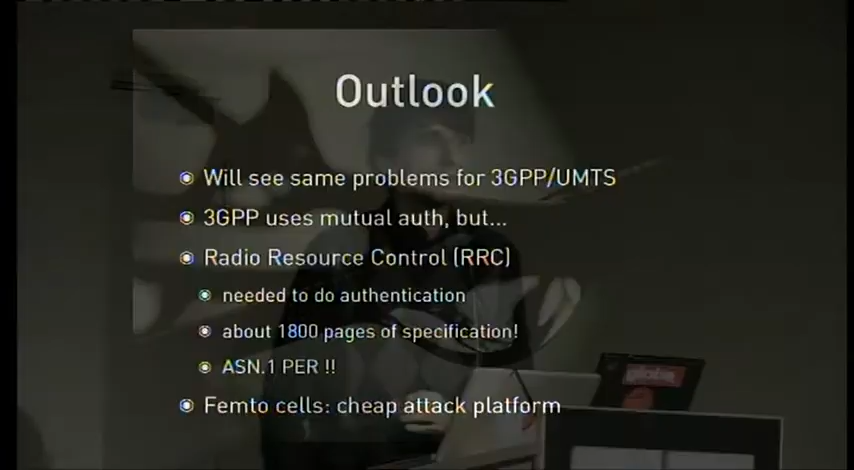 Outlook
Will see same problems for 3GPP/UMTS
3GPP uses mutual auth, but...
Radio Resource Control (RRC)
needed to do authentication
about 1800 pages of specification!
ASN.1 PER !!
Femto cells: cheap attack platform